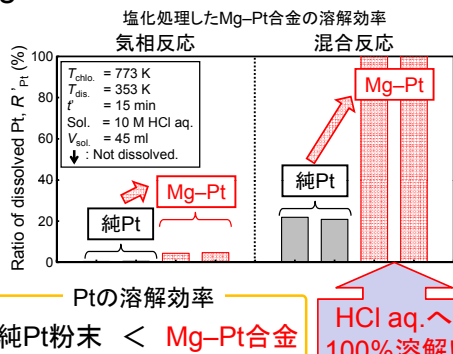 塩化処理したMg–Pt合金の溶解効率
気相反応
混合反応
Ratio of dissolved Pt, R'Pt (%)
100
80
60
40
20
0
Tchlo. = 773 K
Tdis. = 353 K
t' = 15 min
Sol. = 10 M HCl aq.
Vsol. = 45 ml
↓ : Not dissolved.
純Pt
Mg–Pt
純Pt
Mg–Pt
Ptの溶解効率
純Pt粉末 < Mg–Pt合金
HCl aq.へ
100%溶解